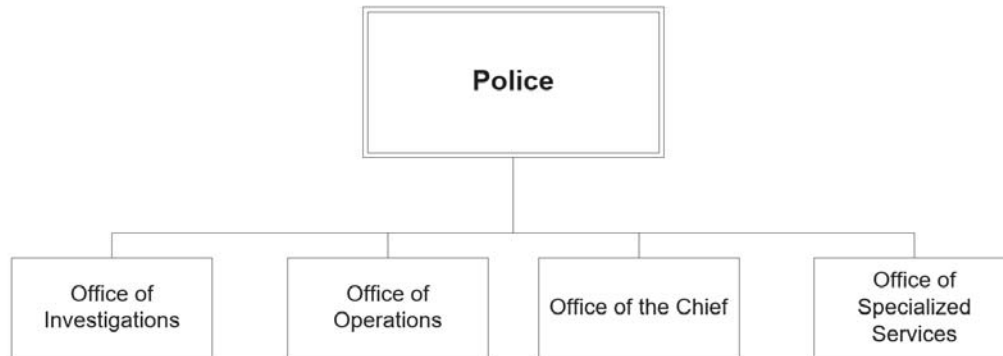 Police
Office of
Investigations
Office of
Operations
Office of the Chief
Office of
Specialized
Services